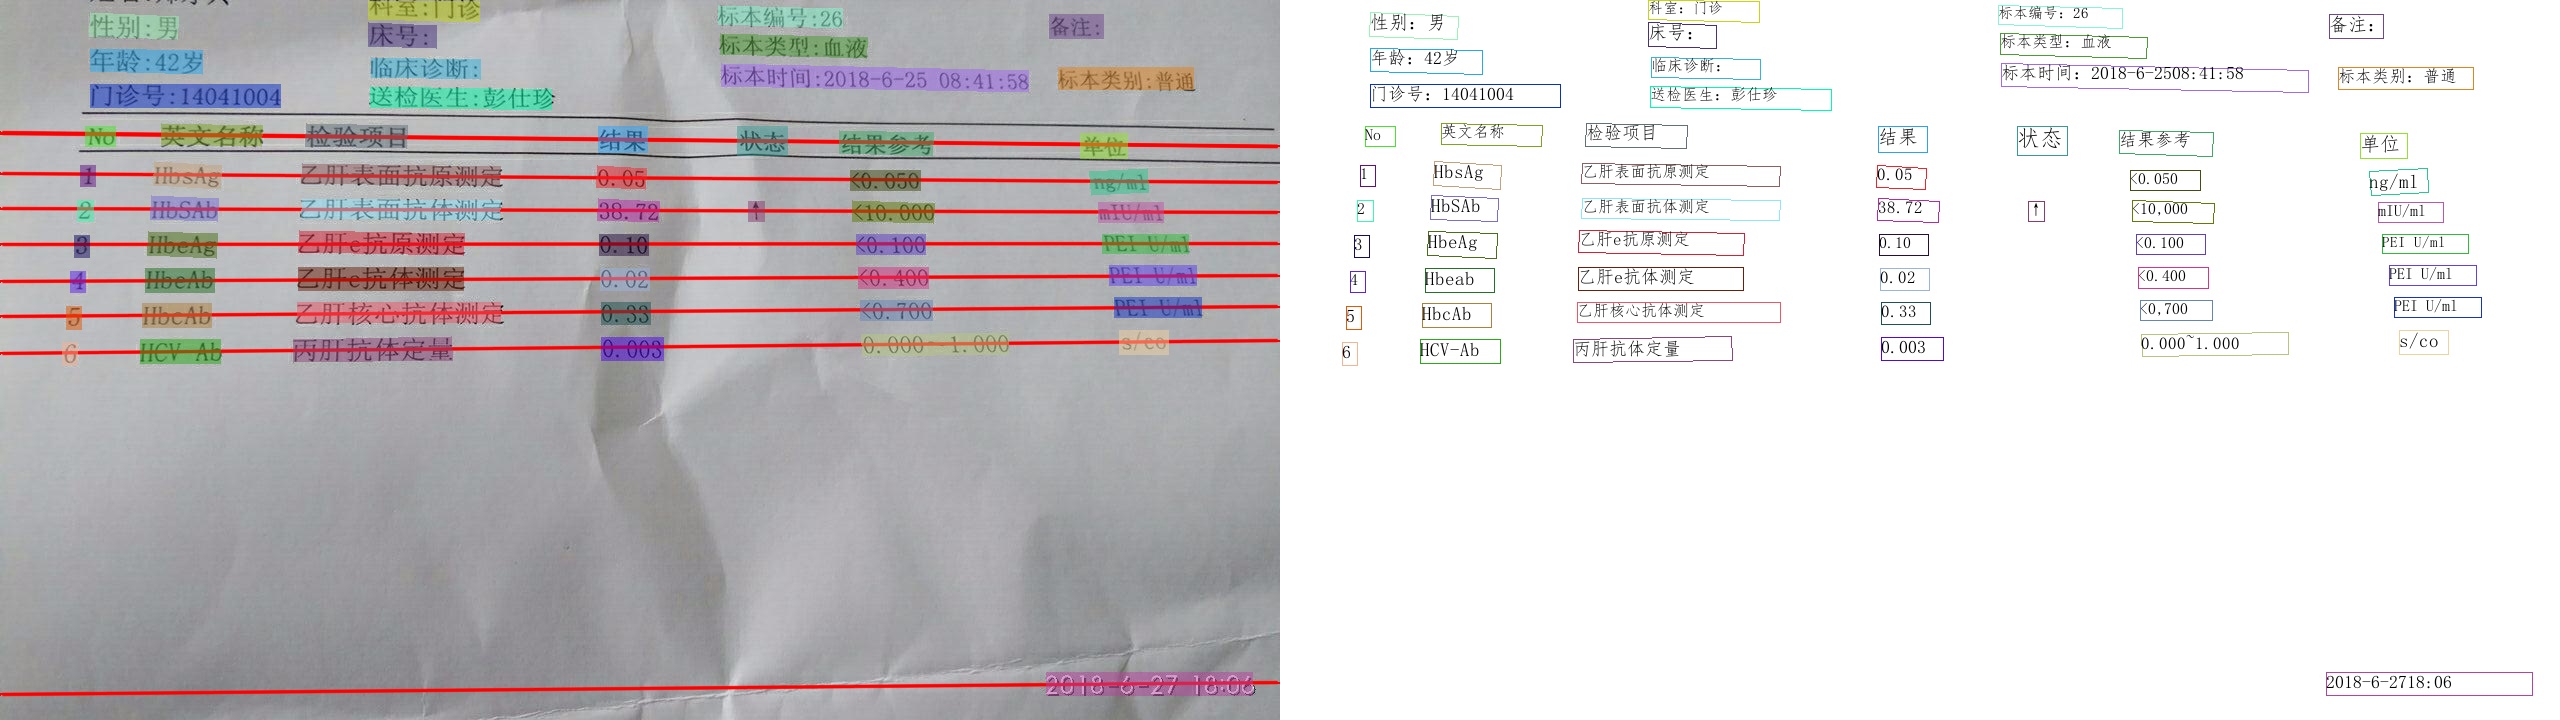 科室:门诊
性别:男
标本编号:26
备注:
床号:
标本类型:血液
年龄:42岁
临床诊断:
标本时间:2018-6-25 08:41:58
标本类别:普通
门诊号:14041004
送检医生:彭仕珍
No 英文名称 检验项目 结果 状态 结果参考 单位
1 HbsAg 乙肝表面抗原测定 0.05 <0.050 ng/ml
2 HbSAb 乙肝表面抗体测定 38.72 ↑ <10.000 mIU/ml
3 HbeAg 乙肝e抗原测定 0.10 <0.100 PEI U/ml
4 HbeAb 乙肝e抗体测定 0.02 <0.400 PEI U/ml
5 HbcAb 乙肝核心抗体测定 0.33 <0.700 PEI U/ml
6 HCV-Ab 丙肝抗体定量 0.003 0.000~1.000 s/co
2018-6-27 18:06
科室: 门诊
性别: 男
标本编号: 26
备注:
床号:
标本类型: 血液
年龄: 42岁
临床诊断:
标本时间: 2018-6-2508:41:58
标本类别: 普通
门诊号: 14041004
送检医生: 彭仕珍
No 英文名称 检验项目 结果 状态 结果参考 单位
1 HbsAg 乙肝表面抗原测定 0.05 <0.050 ng/ml
2 HbSAb 乙肝表面抗体测定 38.72 ↑ <10,000 mIU/ml
3 HbeAg 乙肝e抗原测定 0.10 <0.100 PEI U/ml
4 Hbeab 乙肝e抗体测定 0.02 <0.400 PEI U/ml
5 HbcAb 乙肝核心抗体测定 0.33 <0,700 PEI U/ml
6 HCV-Ab 丙肝抗体定量 0.003 0.000~1.000 s/co
2018-6-2718:06